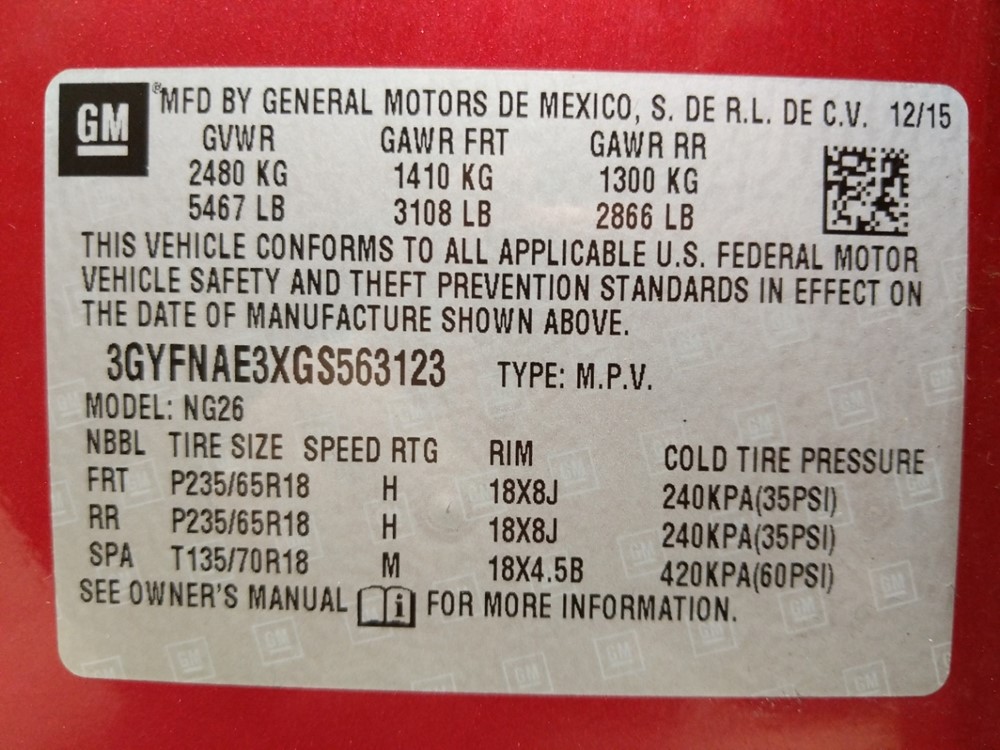 GM ® MFD BY GENERAL MOTORS DE MEXICO, S. DE R.L. DE C.V. 12/15
GVWR GAWR FRT GAWR RR
2480 KG 1410 KG 1300 KG
5467 LB 3108 LB 2866 LB
THIS VEHICLE CONFORMS TO ALL APPLICABLE U.S. FEDERAL MOTOR
VEHICLE SAFETY AND THEFT PREVENTION STANDARDS IN EFFECT ON
THE DATE OF MANUFACTURE SHOWN ABOVE.
3GYFNAE3XGS563123 TYPE: M.P.V.
MODEL: NG26
NBBL TIRE SIZE SPEED RTG RIM COLD TIRE PRESSURE
FRT P235/65R18 H 18X8J 240KPA(35PSI)
RR P235/65R18 H 18X8J 240KPA(35PSI)
SPA T135/70R18 M 18X4.5B 420KPA(60PSI)
SEE OWNER'S MANUAL i FOR MORE INFORMATION.